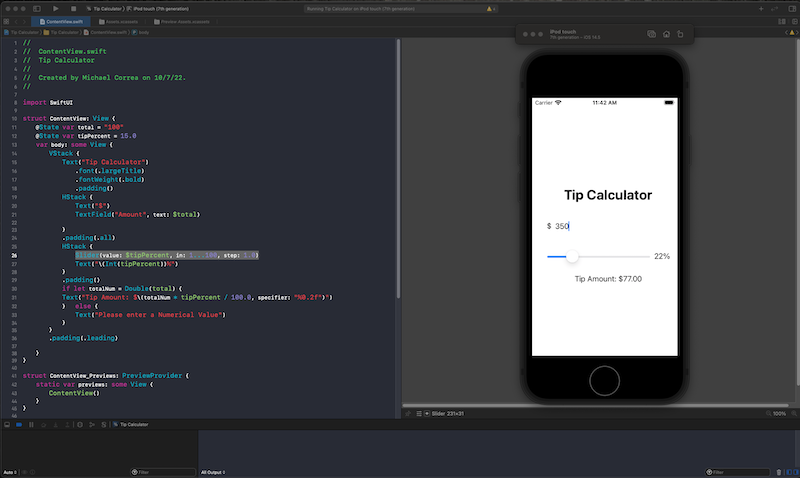 Tip Calculator 〉 iPod touch (7th generation)
Running Tip Calculator on iPod touch (7th generation)
ContentView.swift
Assets.xcassets
Preview Assets.xcassets
Tip Calculator 〉 Tip Calculator 〉 ContentView.swift 〉 body
1 //
2 // ContentView.swift
3 // Tip Calculator
4 //
5 // Created by Michael Correa on 10/7/22.
6 //
7
8 import SwiftUI
9
10 struct ContentView: View {
11 @State var total = "100"
12 @State var tipPercent = 15.0
13 var body: some View {
14 VStack {
15 Text("Tip Calculator")
16 .font(.largeTitle)
17 .fontWeight(.bold)
18 .padding()
19 HStack {
20 Text("$")
21 TextField("Amount", text: $total)
22
23 }
24 .padding(.all)
25 HStack {
26 Slider(value: $tipPercent, in: 1...100, step: 1.0)
27 Text("\(Int(tipPercent))%")
28 }
29 .padding()
30 if let totalNum = Double(total) {
31 Text("Tip Amount: $\(totalNum * tipPercent / 100.0, specifier: "%0.2f")")
32 } else {
33 Text("Please enter a Numerical Value")
34 }
35 }
36 .padding(.leading)
37
38 }
39 }
40
41 struct ContentView_Previews: PreviewProvider {
42 static var previews: some View {
43 ContentView()
44 }
45 }
46
iPod touch
7th generation – iOS 14.5
Carrier 11:42 AM
Tip Calculator
$ 350
22%
Tip Amount: $77.00
Slider 231×31
100%
Tip Calculator
Auto
Filter
All Output
Filter